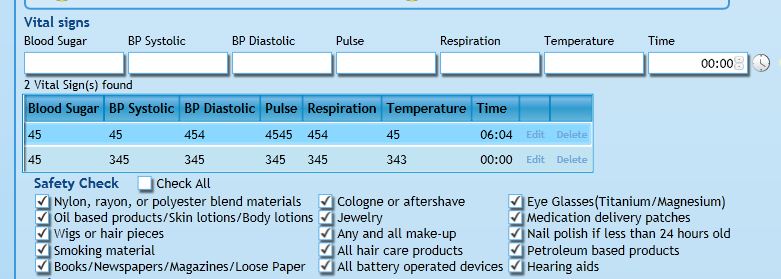 Vital signs
Blood Sugar BP Systolic BP Diastolic Pulse Respiration Temperature Time
00:00
2 Vital Sign(s) found
Blood Sugar BP Systolic BP Diastolic Pulse Respiration Temperature Time
45 45 454 4545 454 45 06:04 Edit Delete
45 345 345 345 345 343 00:00 Edit Delete
Safety Check Check All
Nylon, rayon, or polyester blend materials Cologne or aftershave Eye Glasses(Titanium/Magnesium)
Oil based products/Skin lotions/Body lotions Jewelry Medication delivery patches
Wigs or hair pieces Any and all make-up Nail polish if less than 24 hours old
Smoking material All hair care products Petroleum based products
Books/Newspapers/Magazines/Loose Paper All battery operated devices Hearing aids